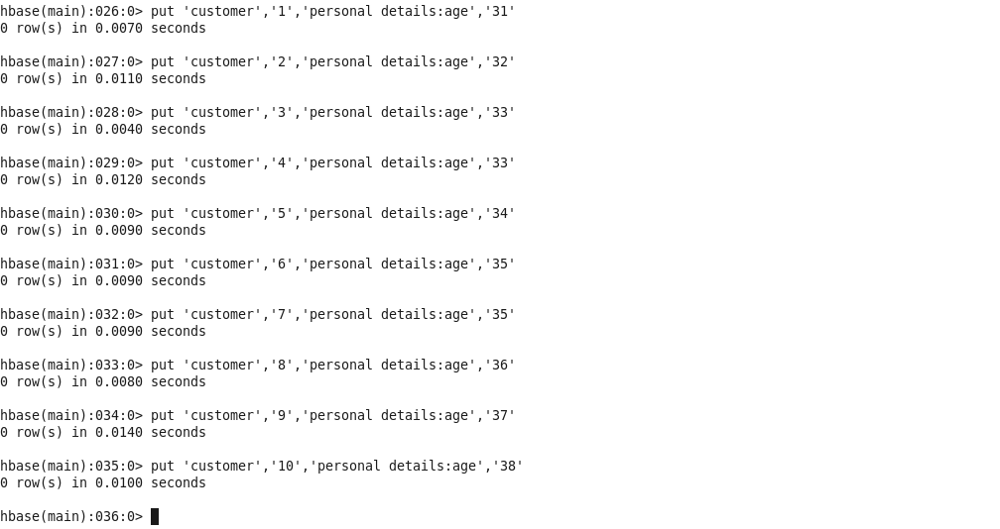 hbase(main):026:0> put 'customer','1','personal details:age','31'
0 row(s) in 0.0070 seconds
hbase(main):027:0> put 'customer','2','personal details:age','32'
0 row(s) in 0.0110 seconds
hbase(main):028:0> put 'customer','3','personal details:age','33'
0 row(s) in 0.0040 seconds
hbase(main):029:0> put 'customer','4','personal details:age','33'
0 row(s) in 0.0120 seconds
hbase(main):030:0> put 'customer','5','personal details:age','34'
0 row(s) in 0.0090 seconds
hbase(main):031:0> put 'customer','6','personal details:age','35'
0 row(s) in 0.0090 seconds
hbase(main):032:0> put 'customer','7','personal details:age','35'
0 row(s) in 0.0090 seconds
hbase(main):033:0> put 'customer','8','personal details:age','36'
0 row(s) in 0.0080 seconds
hbase(main):034:0> put 'customer','9','personal details:age','37'
0 row(s) in 0.0140 seconds
hbase(main):035:0> put 'customer','10','personal details:age','38'
0 row(s) in 0.0100 seconds
hbase(main):036:0>